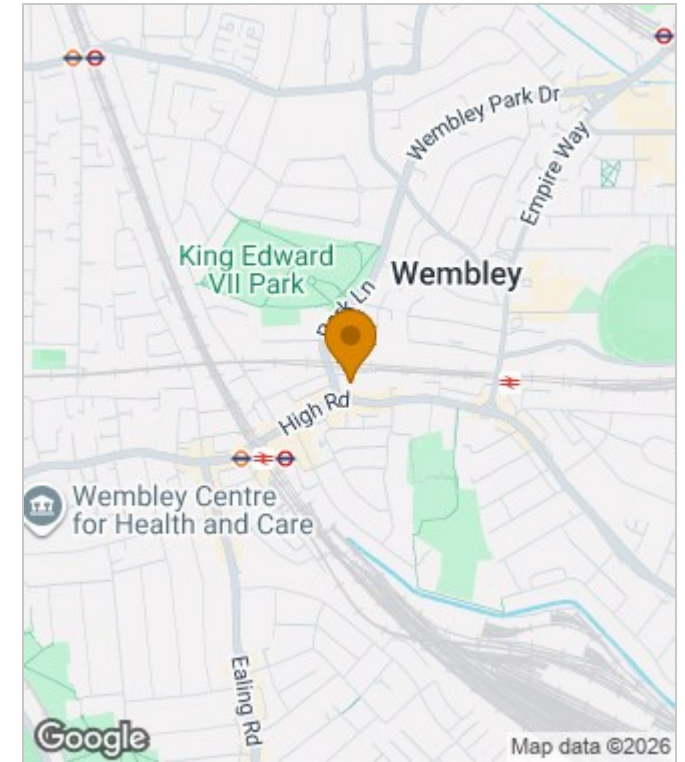 Wembley Park Dr
Empire Way
King Edward
VII Park
Wembley
Park Ln
High Rd
Wembley Centre
for Health and Care
Ealing Rd
Google
Map data ©2026